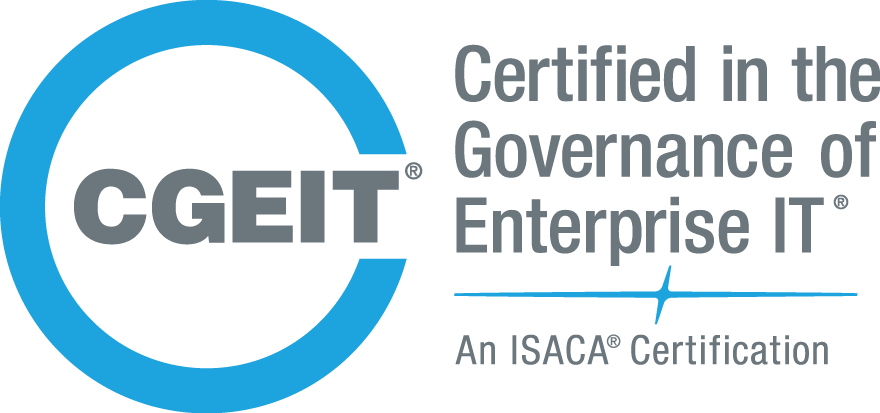 CGEIT®
Certified in the
Governance of
Enterprise IT®
An ISACA® Certification